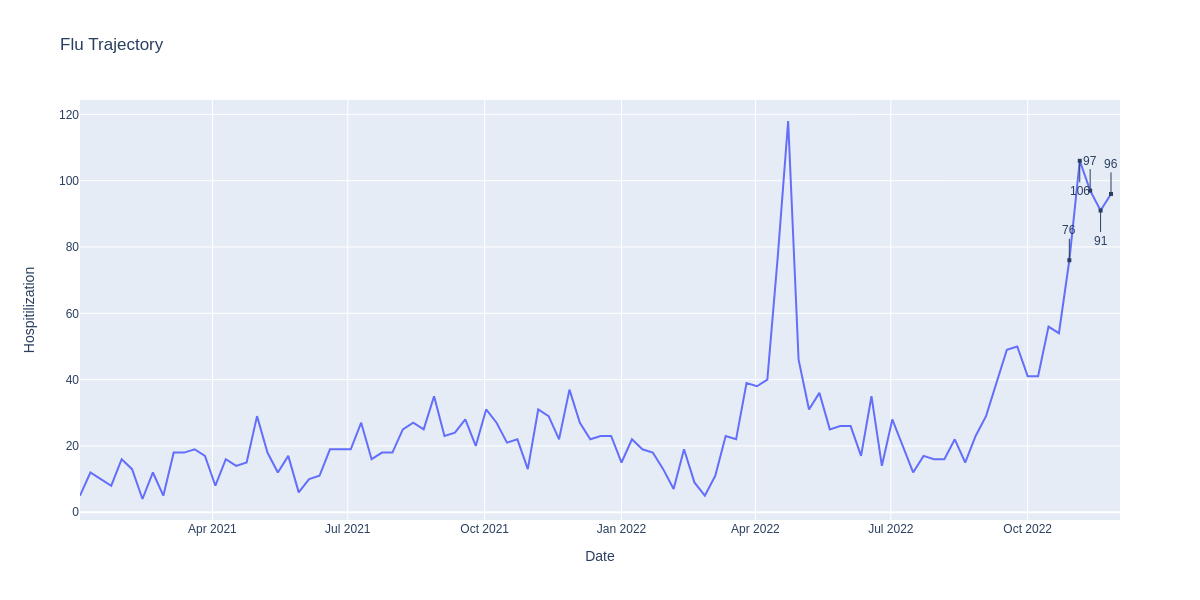 Flu Trajectory
120
100
80
60
40
20
0
Hospitilization
97
96
106
76
91
Apr 2021
Jul 2021
Oct 2021
Jan 2022
Apr 2022
Jul 2022
Oct 2022
Date